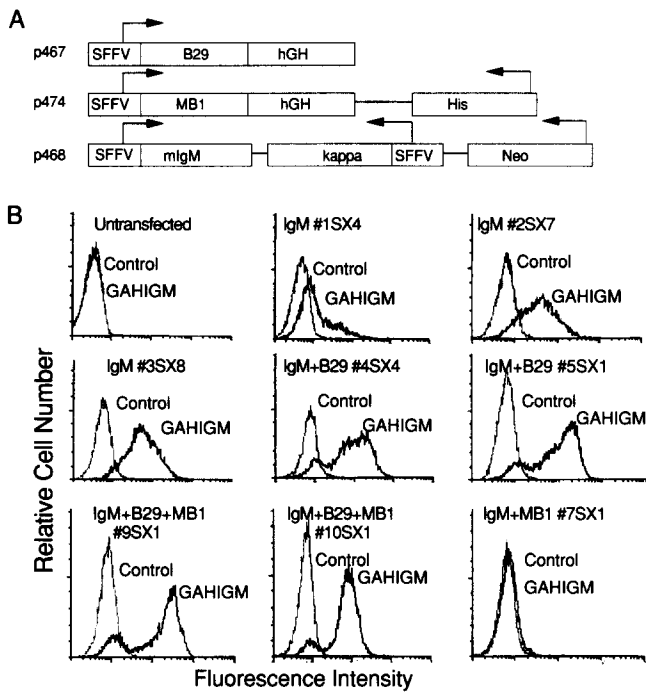 A
p467 SFFV B29 hGH
p474 SFFV MB1 hGH His
p468 SFFV mIgM kappa SFFV Neo
B
Untransfected
Control
GAHIGM
IgM #1SX4
Control
GAHIGM
IgM #2SX7
Control
GAHIGM
IgM #3SX8
Control
GAHIGM
IgM+B29 #4SX4
Control
GAHIGM
IgM+B29 #5SX1
Control
GAHIGM
IgM+B29+MB1
#9SX1
Control
GAHIGM
IgM+B29+MB1
#10SX1
Control
GAHIGM
IgM+MB1 #7SX1
Control
GAHIGM
Relative Cell Number
Fluorescence Intensity